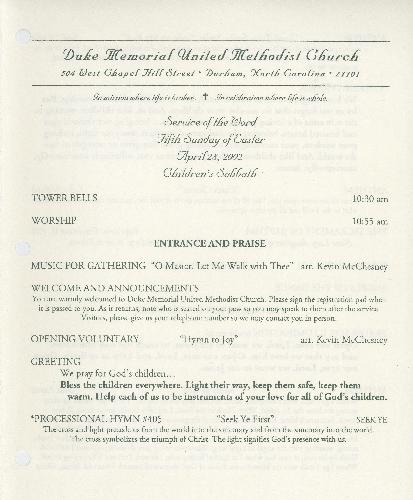 Duke Memorial United Methodist Church
504 West Chapel Hill Street • Durham, North Carolina • 27701
In mission where life is broken. ✝ In celebration where life is whole.
Service of the Word
Fifth Sunday of Easter
April 28, 2002
Children's Sabbath
TOWER BELLS 10:30 am
WORSHIP 10:55 am
ENTRANCE AND PRAISE
MUSIC FOR GATHERING "O Master, Let Me Walk with Thee" arr. Kevin McChesney
WELCOME AND ANNOUNCEMENTS
You are warmly welcomed to Duke Memorial United Methodist Church. Please sign the registration pad when
it is passed to you. As it returns, note who is seated on your pew so you may speak to them after the service.
Visitors, please give us your telephone number so we may contact you in person.
OPENING VOLUNTARY "Hymn to Joy" arr. Kevin McChesney
GREETING
We pray for God's children…
Bless the children everywhere. Light their way, keep them safe, keep them
warm. Help each of us to be instruments of your love for all of God's children.
*PROCESSIONAL HYMN #405 "Seek Ye First" SEEK YE
The cross and light precedes us from the world into the sanctuary and from the sanctuary into the world.
The cross symbolizes the triumph of Christ. The light signifies God's presence with us.